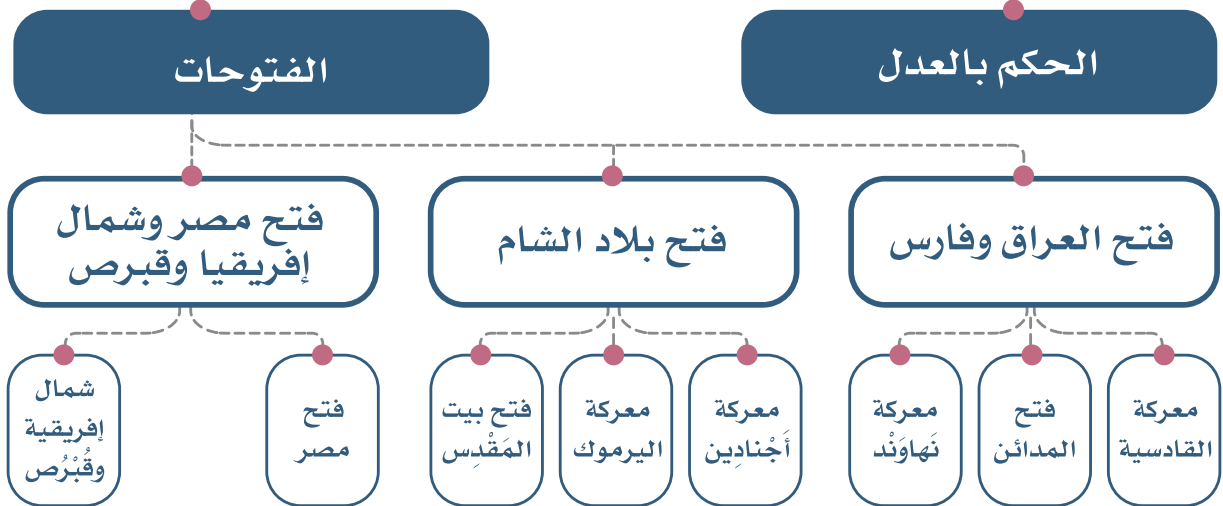 الحكم بالعدل
الفتوحات
فتح العراق وفارس
فتح بلاد الشام
فتح مصر وشمال
إفريقيا وقبرص
معركة
القادسية
فتح
المدائن
معركة
نَهاوَنْد
معركة
أَجْنادِين
معركة
اليرموك
فتح بيت
المَقْدِس
فتح
مصر
شمال
إفريقية
وقُبْرُص